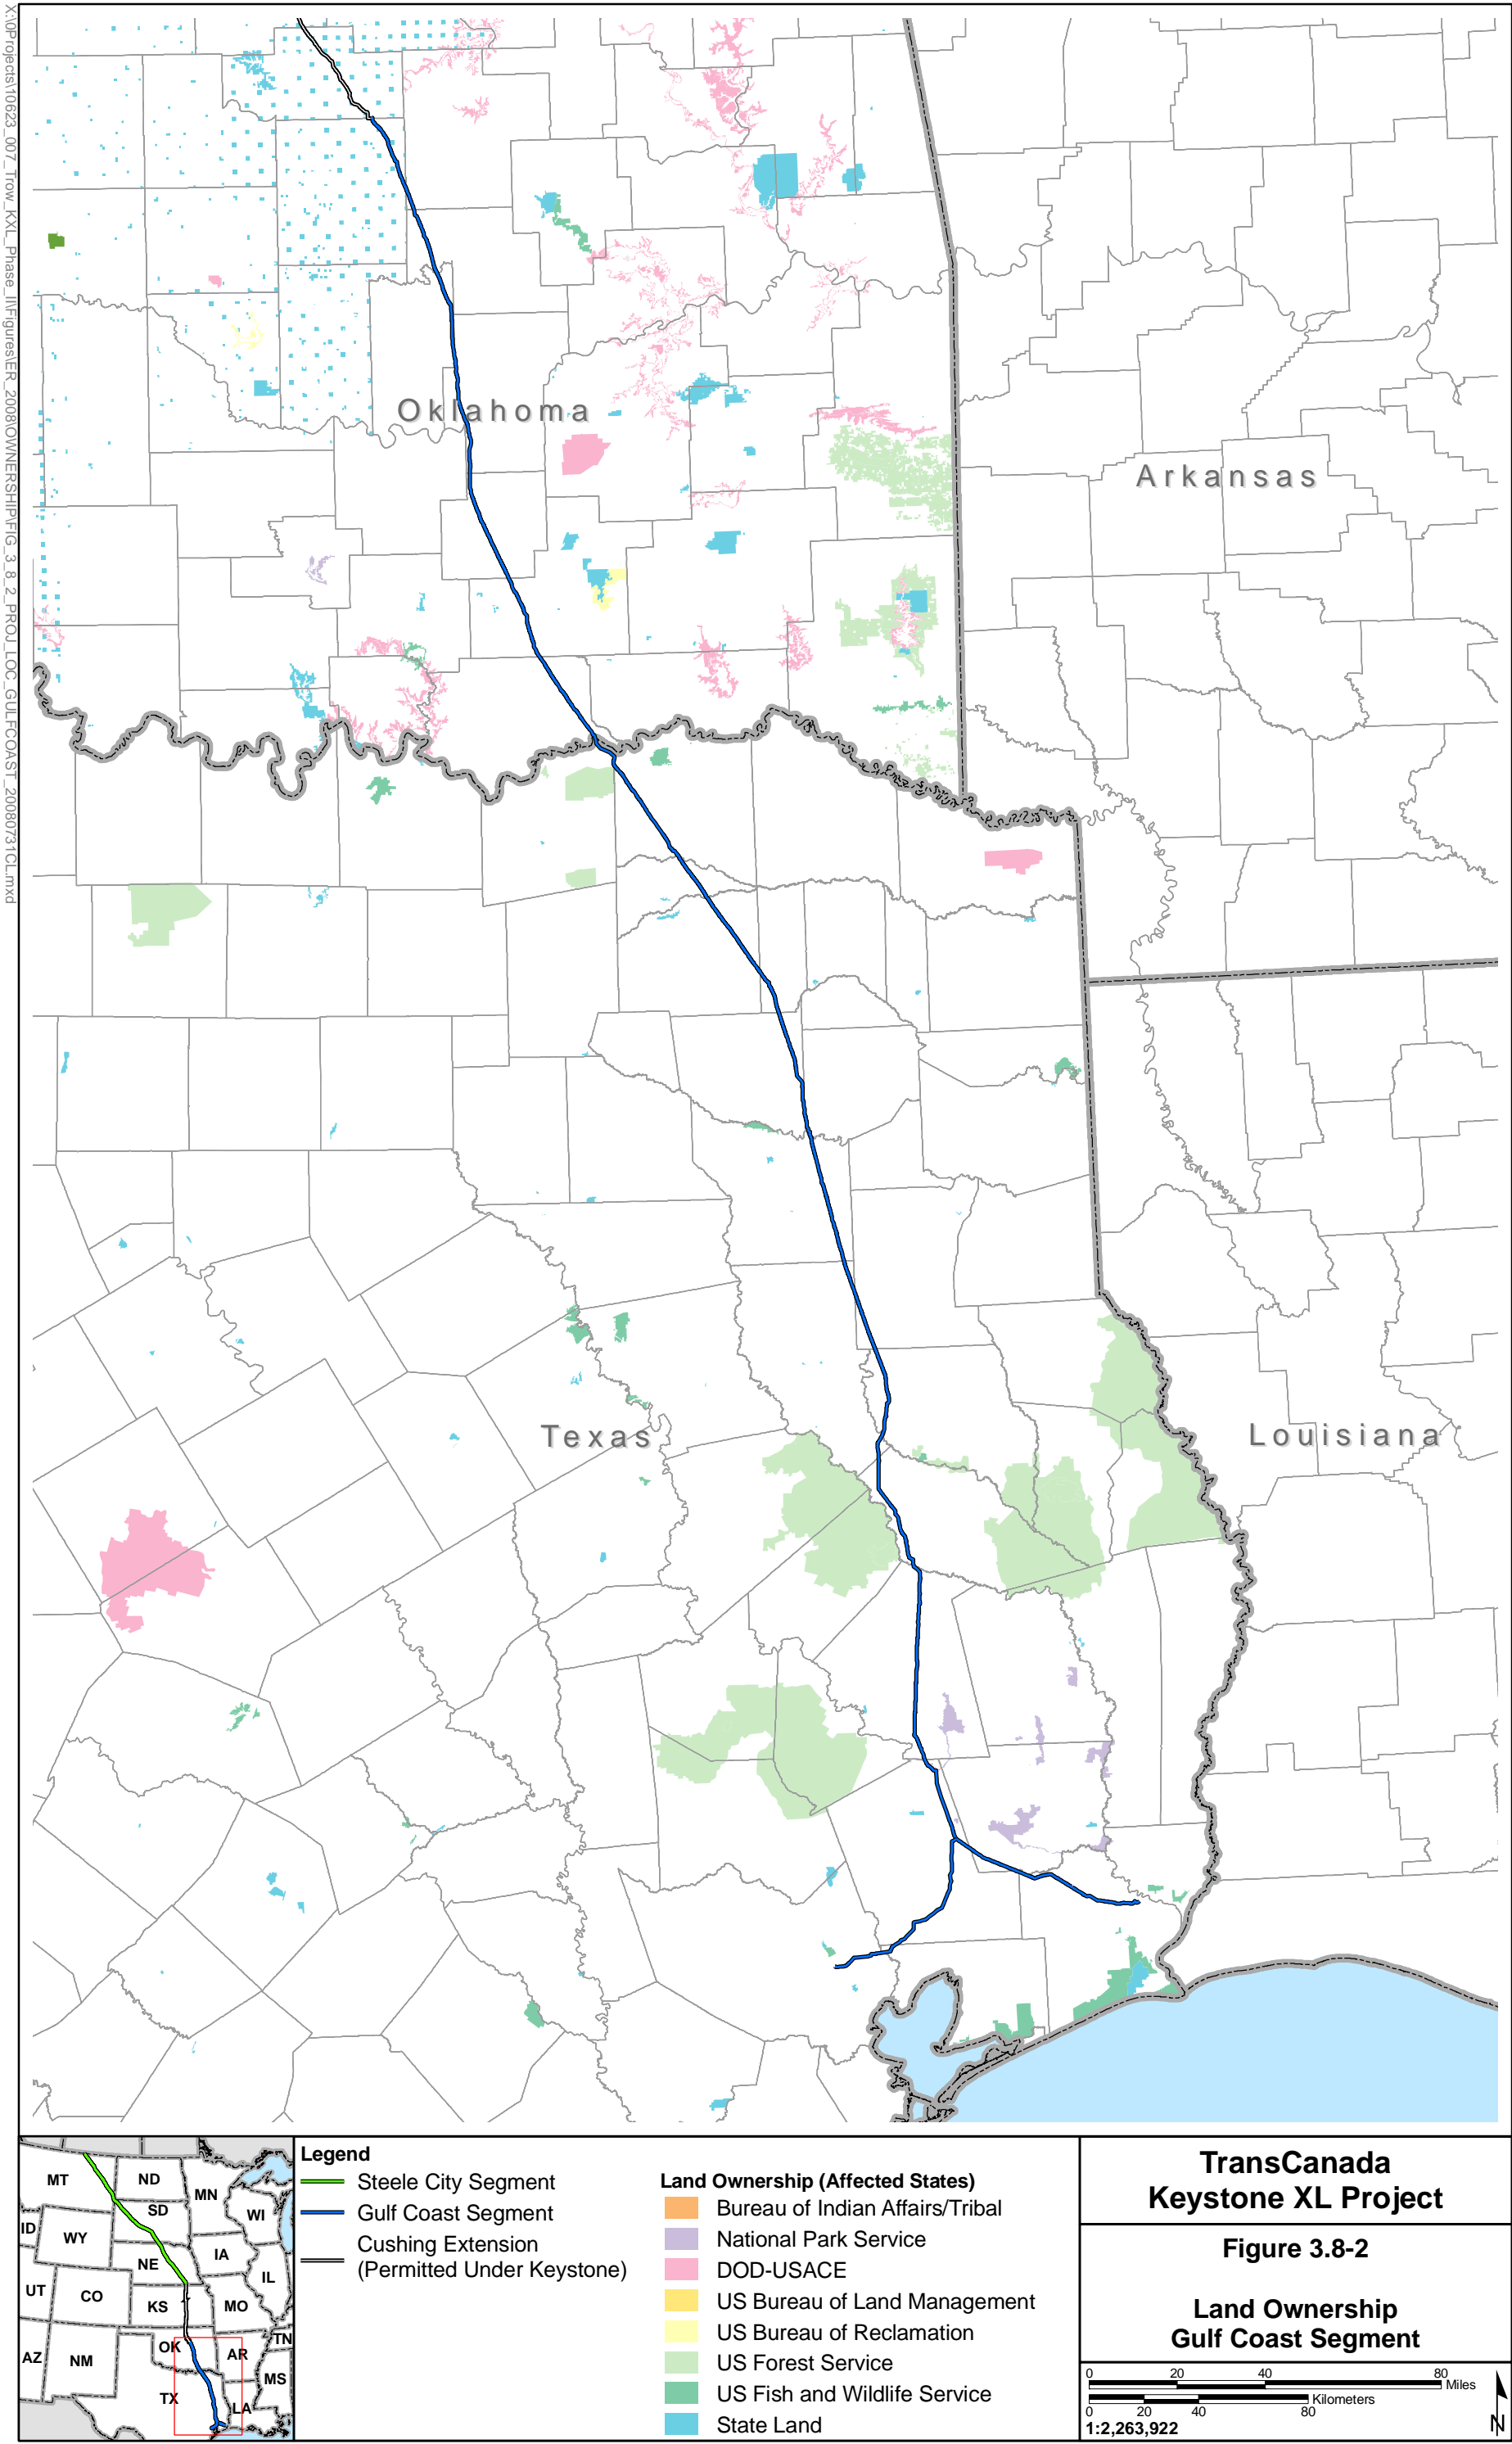 X:\0Projects\10623_007_Trow_KXL_Phase_II\Figures\ER_2008\OWNERSHIP\FIG_3_8_2_PROJ_LOC_GULFCOAST_20080731CL.mxd
Oklahoma
Arkansas
Texas
Louisiana
MT
ND
MN
SD
WI
ID
WY
NE
IA
IL
UT
CO
KS
MO
OK
TN
AZ
NM
AR
MS
TX
LA
Legend
Steele City Segment
Gulf Coast Segment
Cushing Extension
(Permitted Under Keystone)
Land Ownership (Affected States)
Bureau of Indian Affairs/Tribal
National Park Service
DOD-USACE
US Bureau of Land Management
US Bureau of Reclamation
US Forest Service
US Fish and Wildlife Service
State Land
TransCanada
Keystone XL Project
Figure 3.8-2
Land Ownership
Gulf Coast Segment
0 20 40 80
Miles
Kilometers
0 20 40 80
1:2,263,922
N